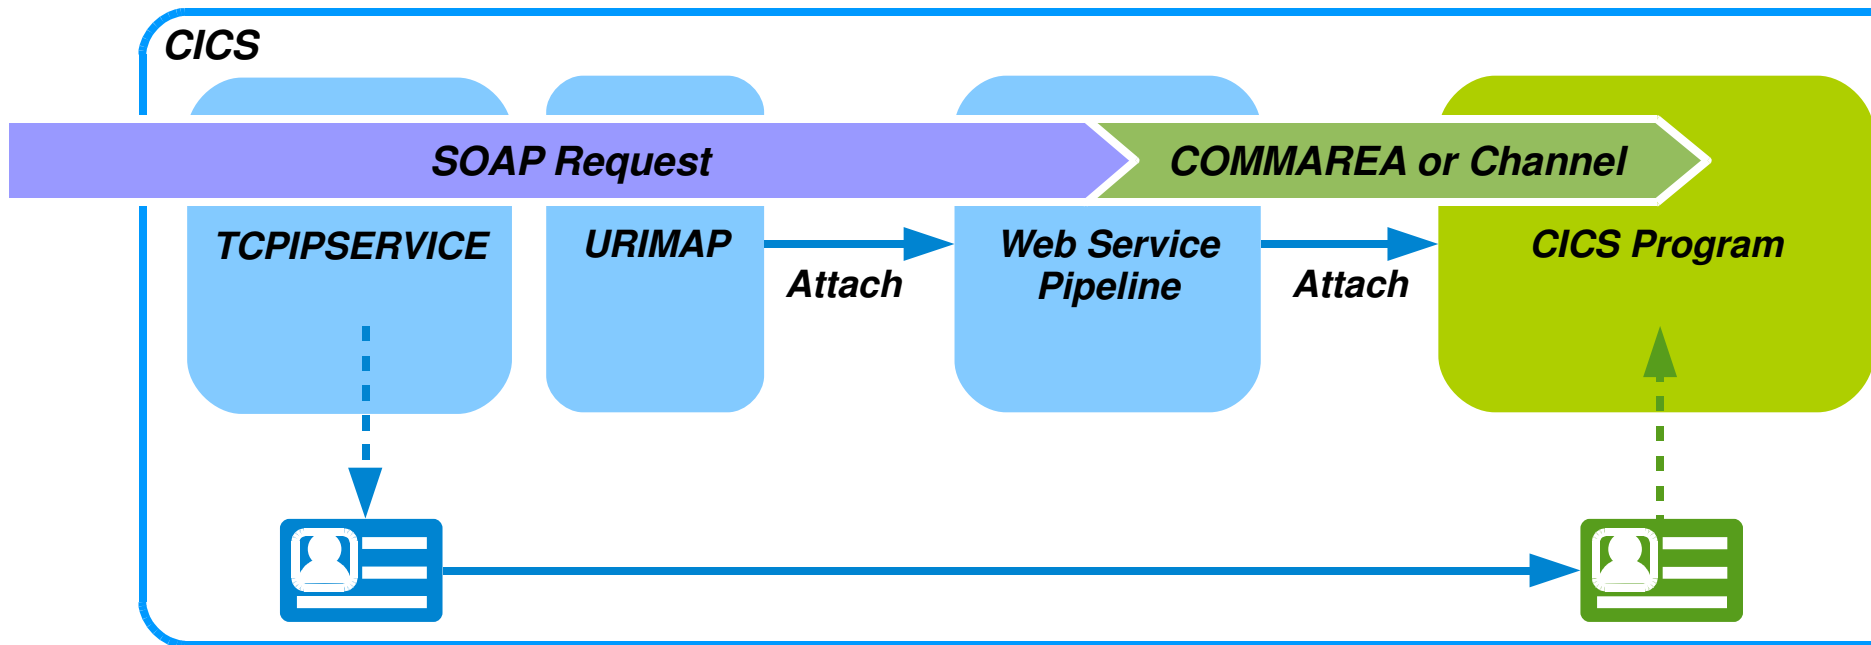 CICS
SOAP Request
COMMAREA or Channel
TCPIPSERVICE
URIMAP
Attach
Web Service
Pipeline
Attach
CICS Program